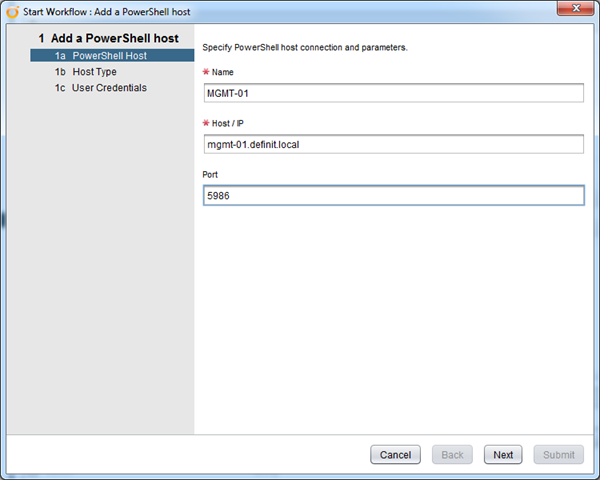 Start Workflow : Add a PowerShell host
1 Add a PowerShell Host
1a PowerShell Host
1b Host Type
1c User Credentials
Specify PowerShell host connection and parameters.
* Name
MGMT-01
* Host / IP
mgmt-01.definit.local
Port
5986
Cancel
Back
Next
Submit